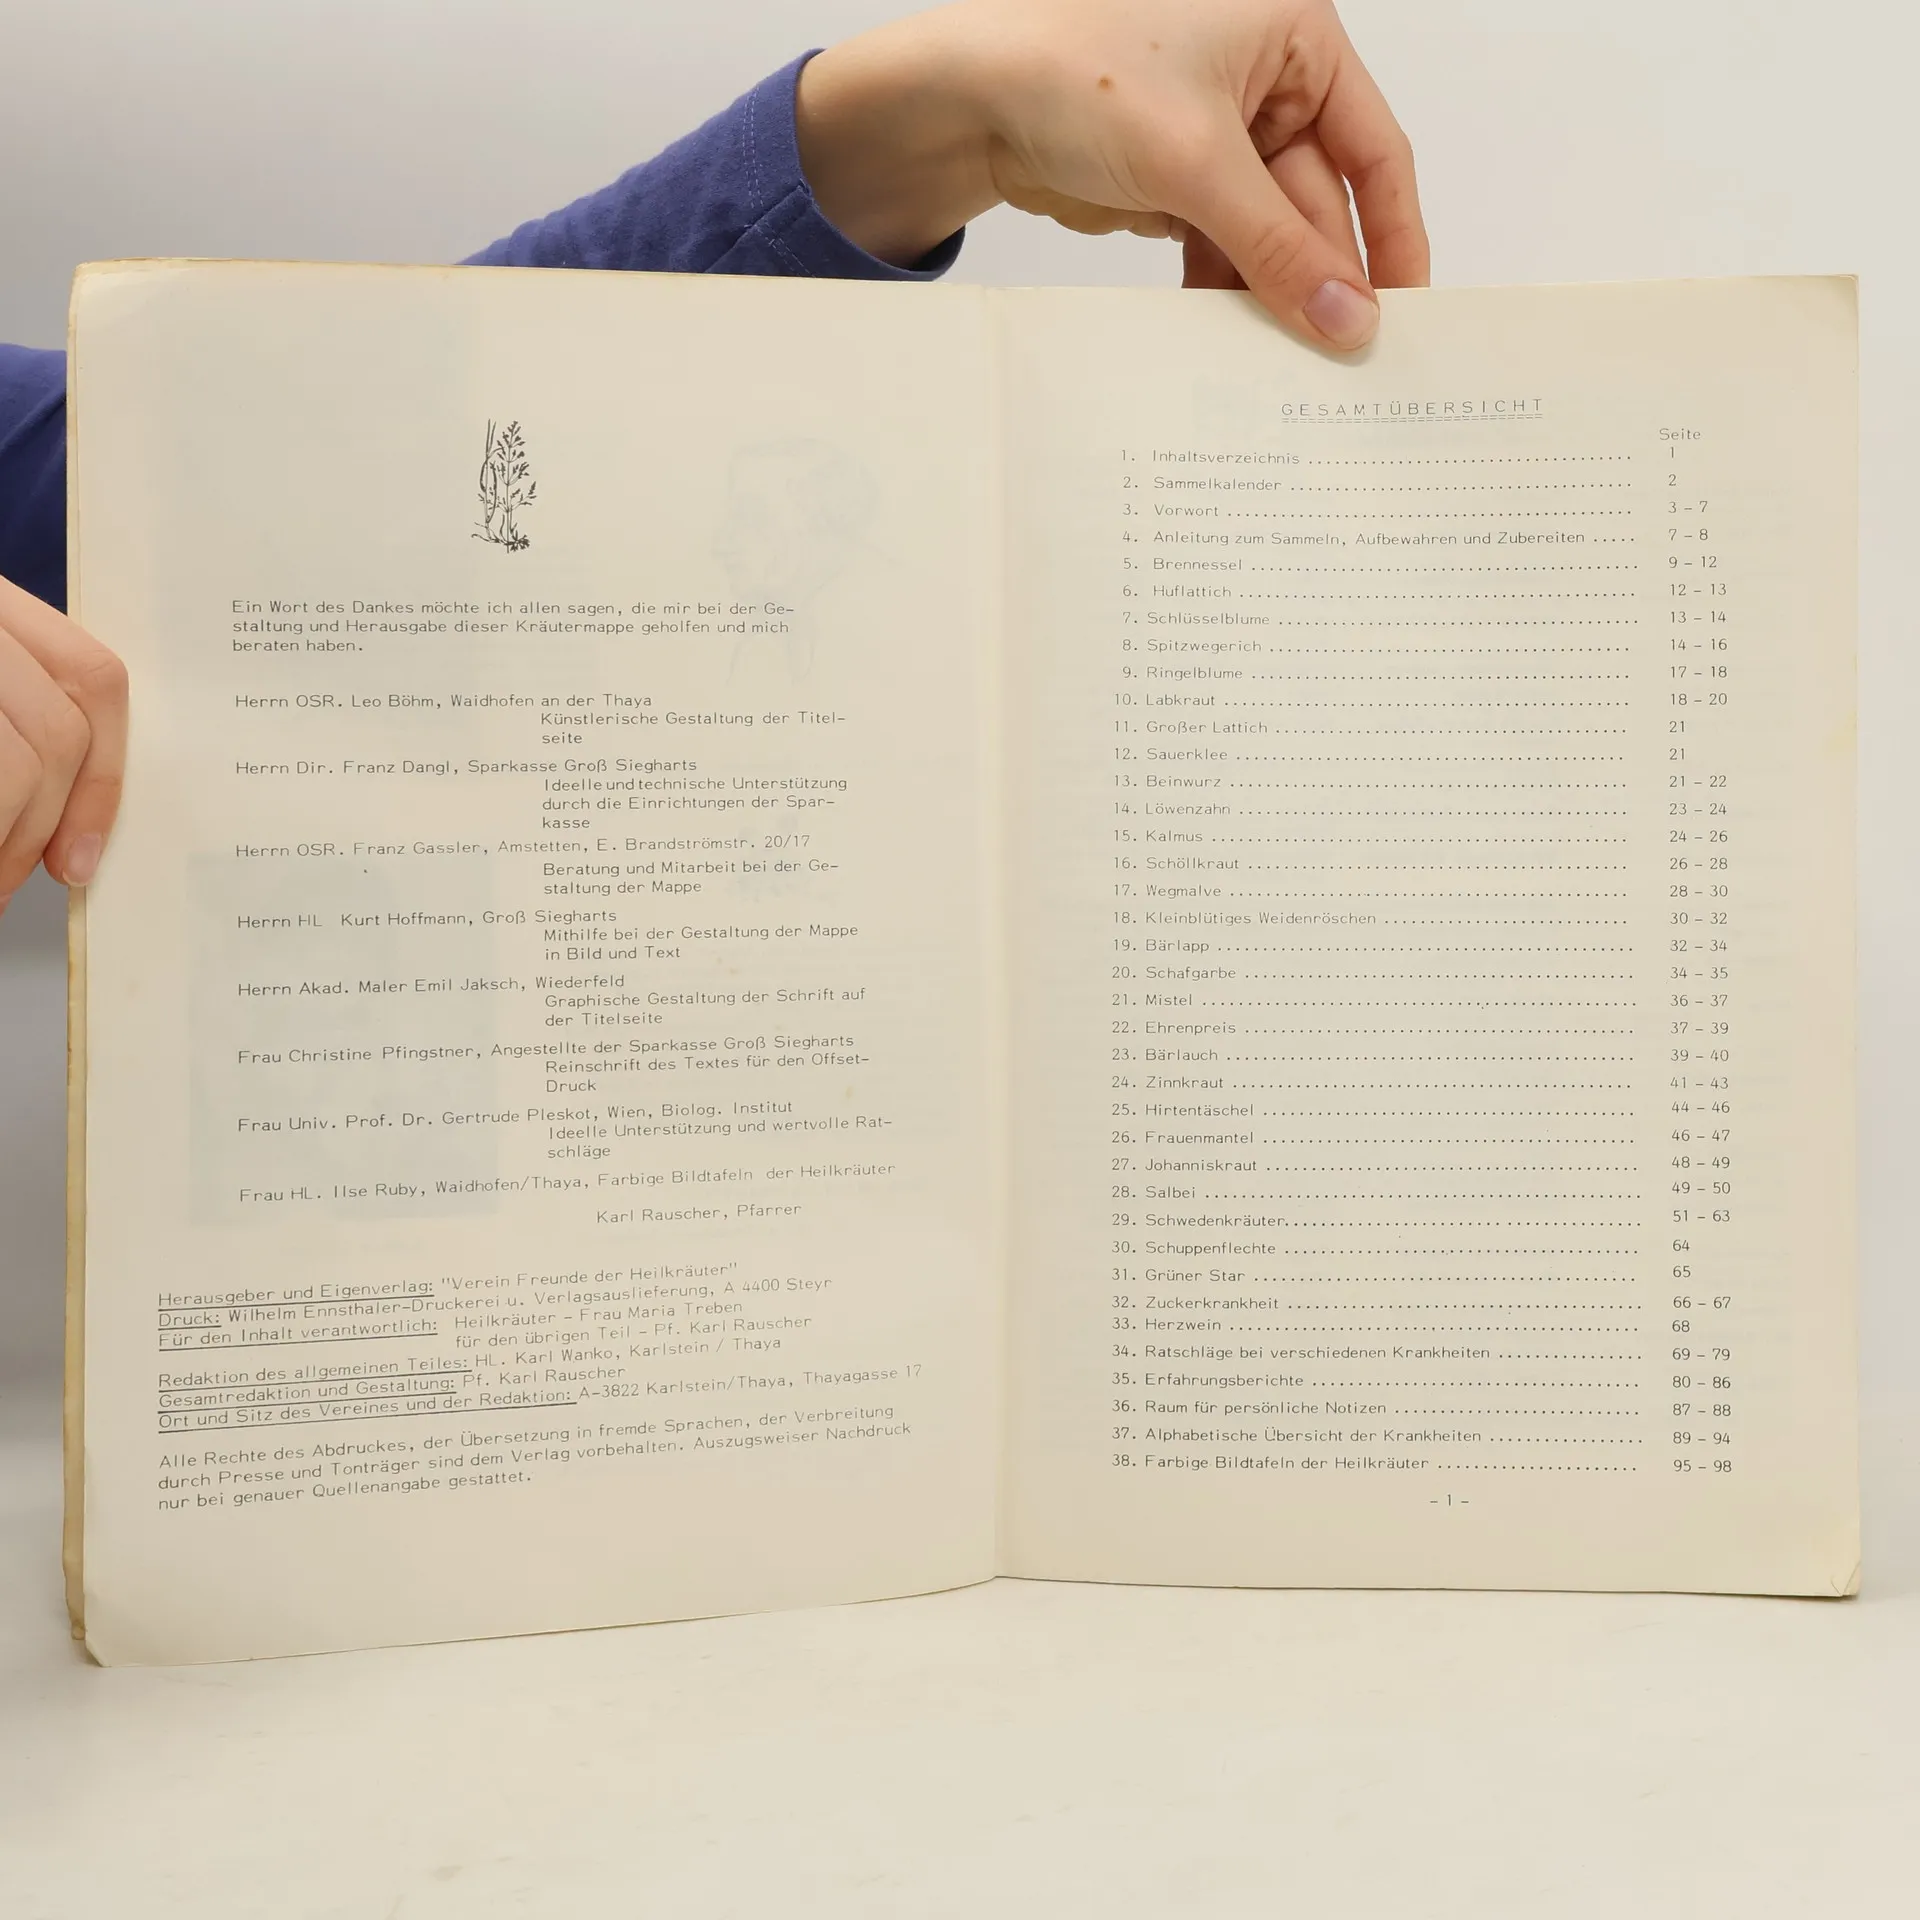 Ein Wort des Dankes möchte ich allen sagen, die mir bei der Ge-
staltung und Herausgabe dieser Kräutermappe geholfen und mich
beraten haben.
Herrn OSR. Leo Böhm, Waidhofen an der Thaya
Künstlerische Gestaltung der Titel-
seite
Herrn Dir. Franz Dangl, Sparkasse Groß Siegharts
Ideelle und technische Unterstützung
durch die Einrichtungen der Spar-
kasse
Herrn OSR. Franz Gassler, Amstetten, E. Brandströmstr. 20/17
Beratung und Mitarbeit bei der Ge-
staltung der Mappe
Herrn HL Kurt Hoffmann, Groß Siegharts
Mithilfe bei der Gestaltung der Mappe
in Bild und Text
Herrn Akad. Maler Emil Jaksch, Wiederfeld
Graphische Gestaltung der Schrift auf
der Titelseite
Frau Christine Pfingstner, Angestellte der Sparkasse Groß Siegharts
Reinschrift des Textes für den Offset-
Druck
Frau Univ. Prof. Dr. Gertrude Pleskot, Wien, Biolog. Institut
Ideelle Unterstützung und wertvolle Rat-
schläge
Frau HL. Ilse Ruby, Waidhofen/Thaya, Farbige Bildtafeln der Heilkräuter
Karl Rauscher, Pfarrer
Herausgeber und Eigenverlag: "Verein Freunde der Heilkräuter"
Druck: Wilhelm Ennsthaler-Druckerei u. Verlagsauslieferung, A 4400 Steyr
Für den Inhalt verantwortlich: Heilkräuter - Frau Maria Treben
für den übrigen Teil - Pf. Karl Rauscher
Redaktion des allgemeinen Teiles: HL. Karl Wanko, Karlstein / Thaya
Gesamtredaktion und Gestaltung: Pf. Karl Rauscher
Ort und Sitz des Vereines und der Redaktion: A-3822 Karlstein/Thaya, Thayagasse 17
Alle Rechte des Abdruckes, der Übersetzung in fremde Sprachen, der Verbreitung
durch Presse und Tonträger sind dem Verlag vorbehalten. Auszugsweiser Nachdruck
nur bei genauer Quellenangabe gestattet.
GESAMTÜBERSICHT
Seite
1. Inhaltsverzeichnis .................................... 1
2. Sammelkalender ...................................... 2
3. Vorwort ............................................. 3 - 7
4. Anleitung zum Sammeln, Aufbewahren und Zubereiten ..... 7 - 8
5. Brennessel ........................................... 9 - 12
6. Huflattich ............................................ 12 - 13
7. Schlüsselblume ........................................ 13 - 14
8. Spitzwegerich ........................................ 14 - 16
9. Ringelblume .......................................... 17 - 18
10. Labkraut ............................................. 18 - 20
11. Großer Lattich ....................................... 21
12. Sauerklee ............................................ 21
13. Beinwurz ............................................. 21 - 22
14. Löwenzahn ........................................... 23 - 24
15. Kalmus .............................................. 24 - 26
16. Schöllkraut .......................................... 26 - 28
17. Wegmalve ............................................ 28 - 30
18. Kleinblütiges Weidenröschen ........................... 30 - 32
19. Bärlapp .............................................. 32 - 34
20. Schafgarbe ........................................... 34 - 35
21. Mistel ................................................ 36 - 37
22. Ehrenpreis ........................................... 37 - 39
23. Bärlauch ............................................. 39 - 40
24. Zinnkraut ............................................ 41 - 43
25. Hirtentäschel ......................................... 44 - 46
26. Frauenmantel ......................................... 46 - 47
27. Johanniskraut ......................................... 48 - 49
28. Salbei ................................................ 49 - 50
29. Schwedenkräuter....................................... 51 - 63
30. Schuppenflechte ....................................... 64
31. Grüner Star .......................................... 65
32. Zuckerkrankheit ....................................... 66 - 67
33. Herzwein ............................................. 68
34. Ratschläge bei verschiedenen Krankheiten ................ 69 - 79
35. Erfahrungsberichte .................................... 80 - 86
36. Raum für persönliche Notizen ........................... 87 - 88
37. Alphabetische Übersicht der Krankheiten ................. 89 - 94
38. Farbige Bildtafeln der Heilkräuter ...................... 95 - 98
- 1 -